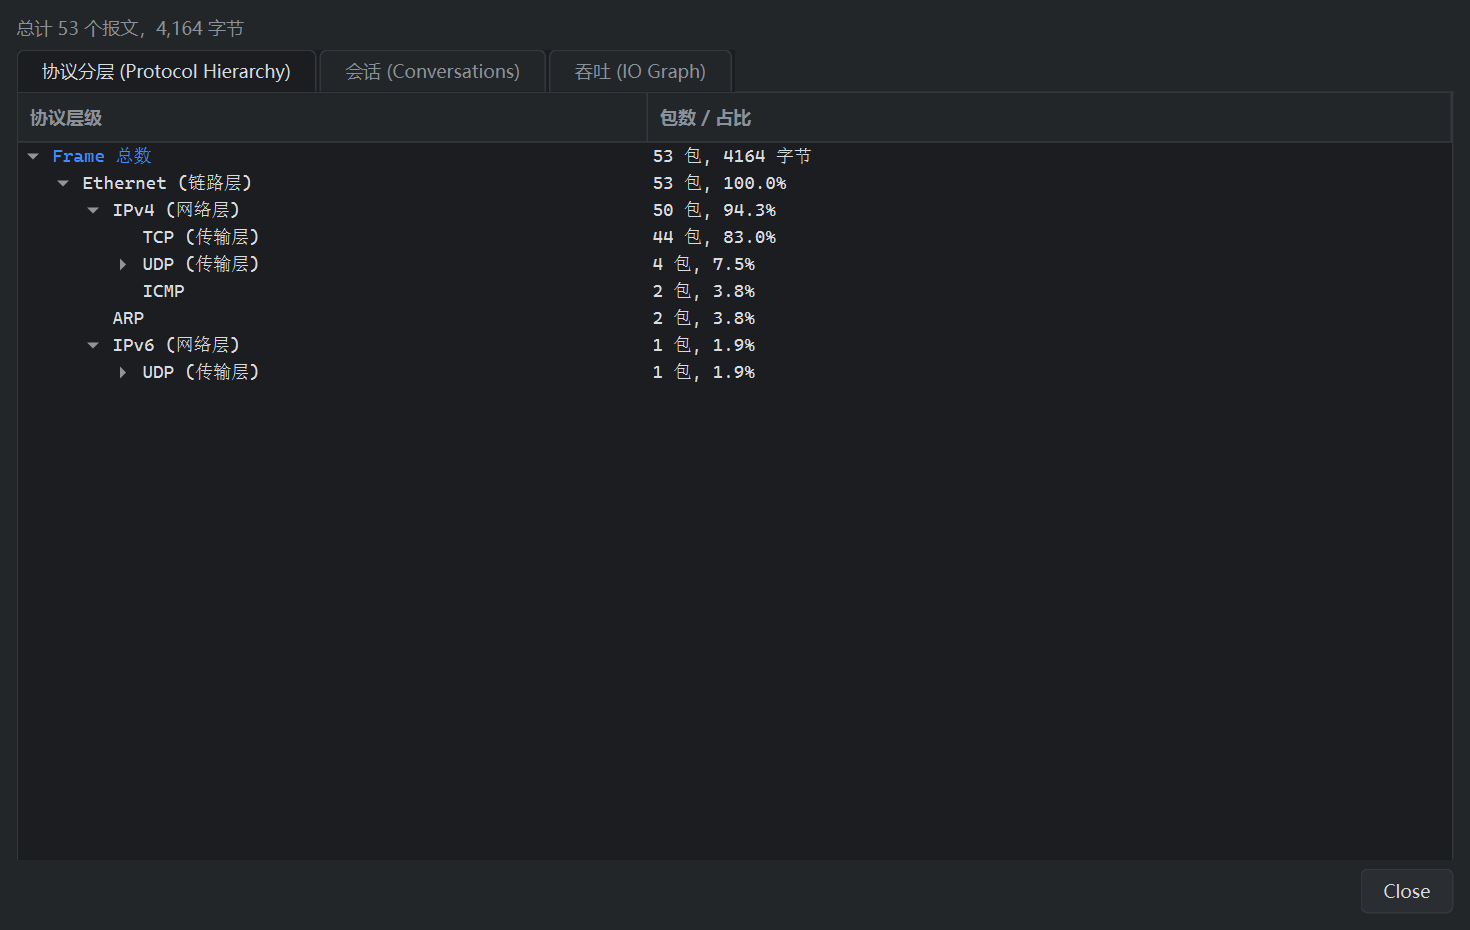 总计 53 个报文，4,164 字节
协议分层 (Protocol Hierarchy) 会话 (Conversations) 吞吐 (IO Graph)
协议层级 包数 / 占比
Frame 总数 53 包, 4164 字节
Ethernet (链路层) 53 包, 100.0%
IPv4 (网络层) 50 包, 94.3%
TCP (传输层) 44 包, 83.0%
UDP (传输层) 4 包, 7.5%
ICMP 2 包, 3.8%
ARP 2 包, 3.8%
IPv6 (网络层) 1 包, 1.9%
UDP (传输层) 1 包, 1.9%
Close